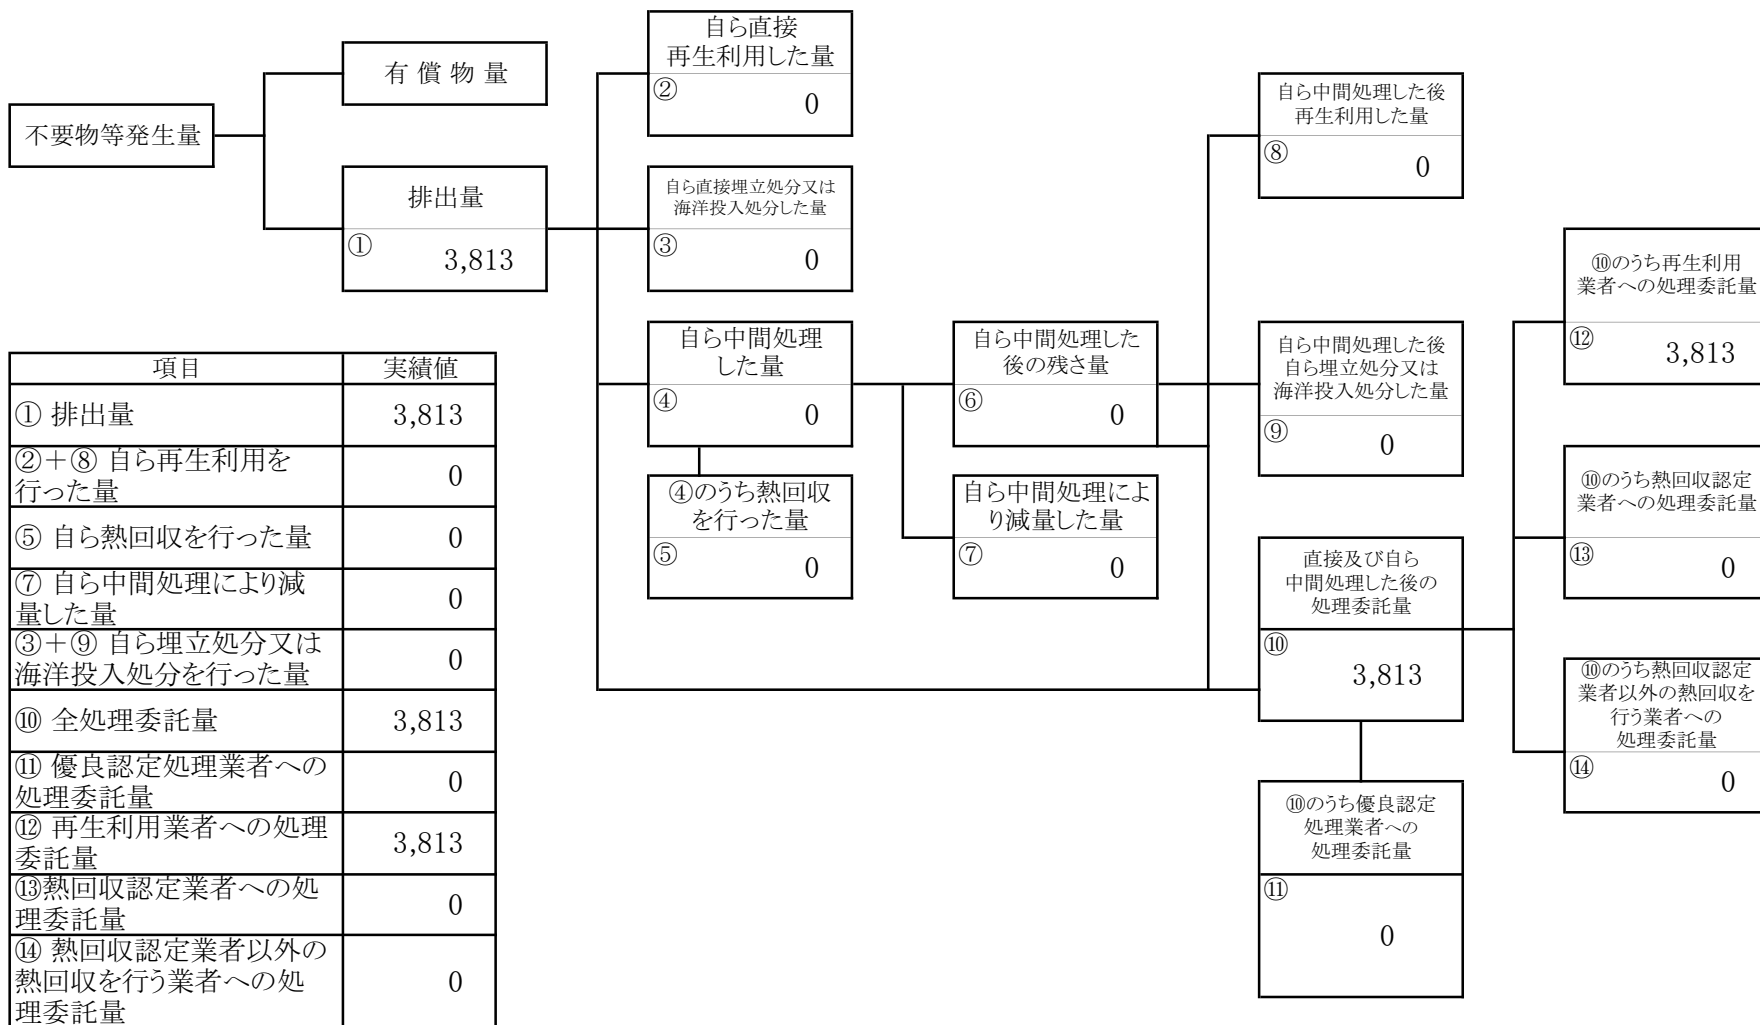 不要物等発生量
有 償 物 量
排出量
①
3,813
自ら直接
再生利用した量
②
0
自ら直接埋立処分又は
海洋投入処分した量
③
0
自ら中間処理
した量
④
0
④のうち熱回収
を行った量
⑤
0
自ら中間処理した
後の残さ量
⑥
0
自ら中間処理によ
り減量した量
⑦
0
自ら中間処理した後
再生利用した量
⑧
0
自ら中間処理した後
自ら埋立処分又は
海洋投入処分した量
⑨
0
直接及び自ら
中間処理した後の
処理委託量
⑩
3,813
⑩のうち優良認定
処理業者への
処理委託量
⑪
0
⑩のうち再生利用
業者への処理委託量
⑫
3,813
⑩のうち熱回収認定
業者への処理委託量
⑬
0
⑩のうち熱回収認定
業者以外の熱回収を
行う業者への
処理委託量
⑭
0
項目 実績値
① 排出量 3,813
②＋⑧ 自ら再生利用を
行った量 0
⑤ 自ら熱回収を行った量 0
⑦ 自ら中間処理により減
量した量 0
③＋⑨ 自ら埋立処分又は
海洋投入処分を行った量 0
⑩ 全処理委託量 3,813
⑪ 優良認定処理業者への
処理委託量 0
⑫ 再生利用業者への処理
委託量 3,813
⑬熱回収認定業者への処
理委託量 0
⑭ 熱回収認定業者以外の
熱回収を行う業者への処
理委託量 0